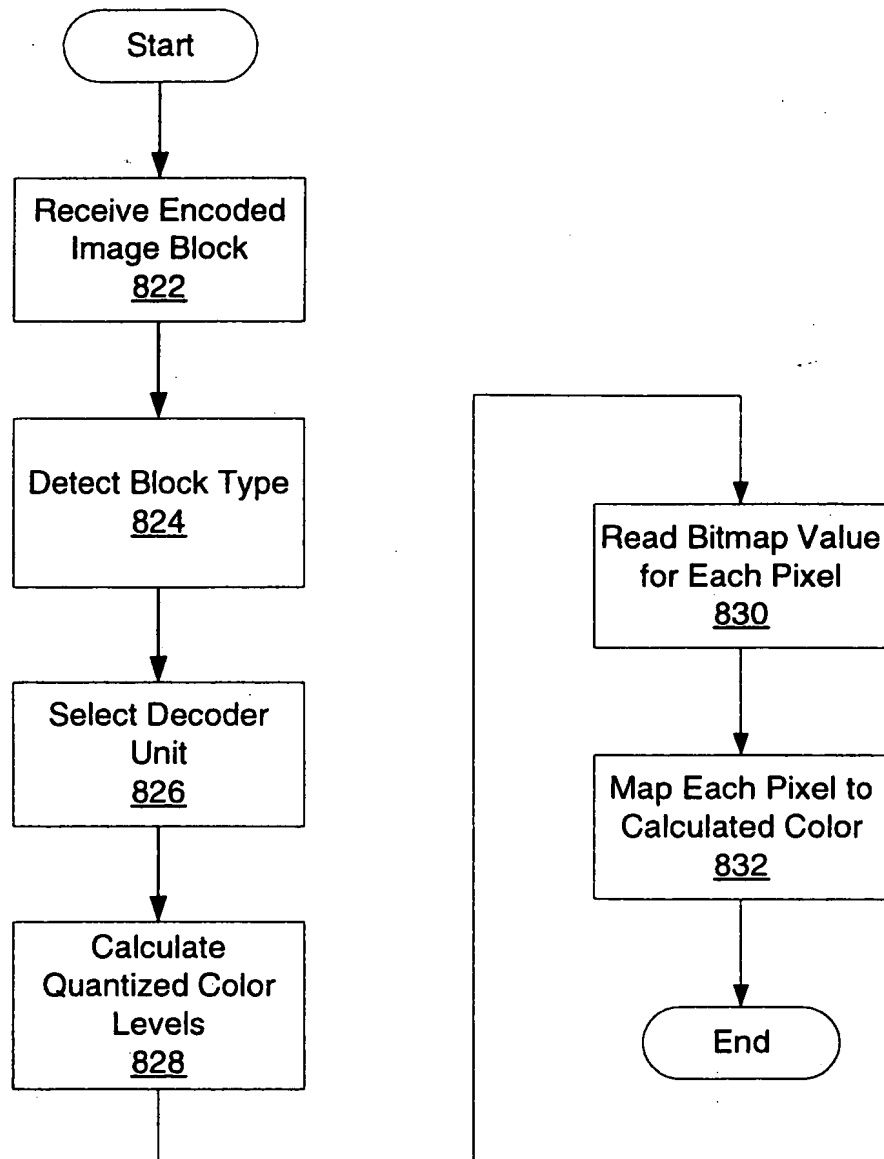 Start
Receive Encoded
Image Block
822
Detect Block Type
824
Select Decoder
Unit
826
Calculate
Quantized Color
Levels
828
Read Bitmap Value
for Each Pixel
830
Map Each Pixel to
Calculated Color
832
End